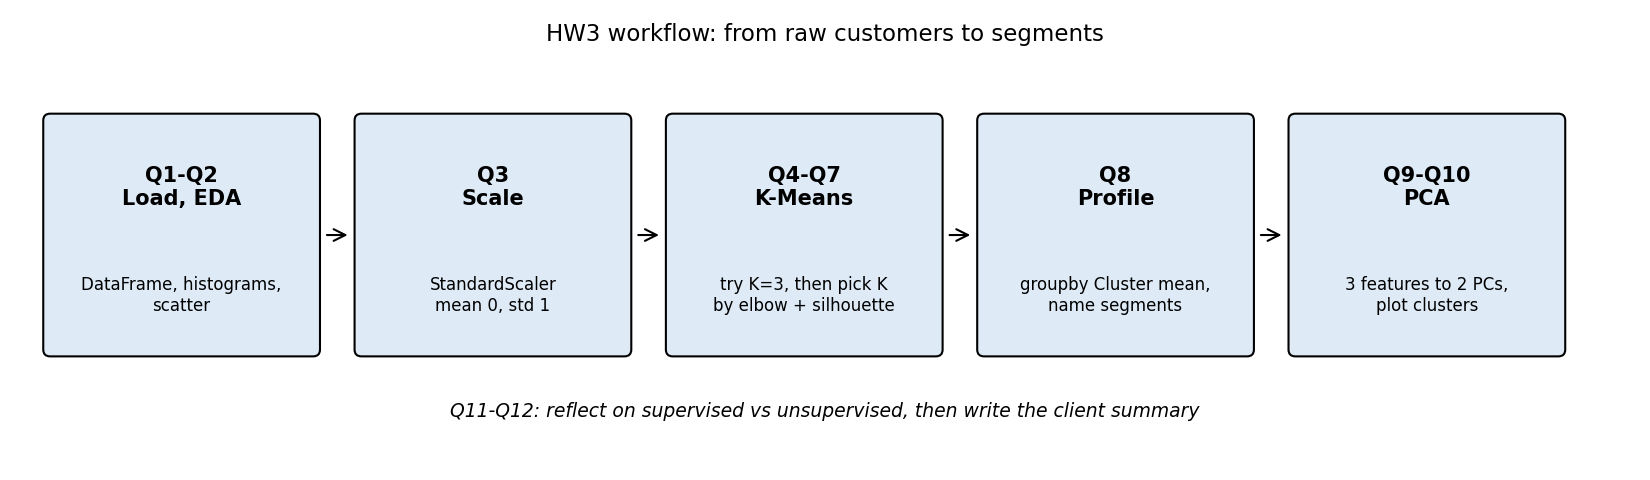 HW3 workflow: from raw customers to segments
Q1-Q2
Load, EDA
DataFrame, histograms,
scatter
Q3
Scale
StandardScaler
mean 0, std 1
Q4-Q7
K-Means
try K=3, then pick K
by elbow + silhouette
Q8
Profile
groupby Cluster mean,
name segments
Q9-Q10
PCA
3 features to 2 PCs,
plot clusters
Q11-Q12: reflect on supervised vs unsupervised, then write the client summary